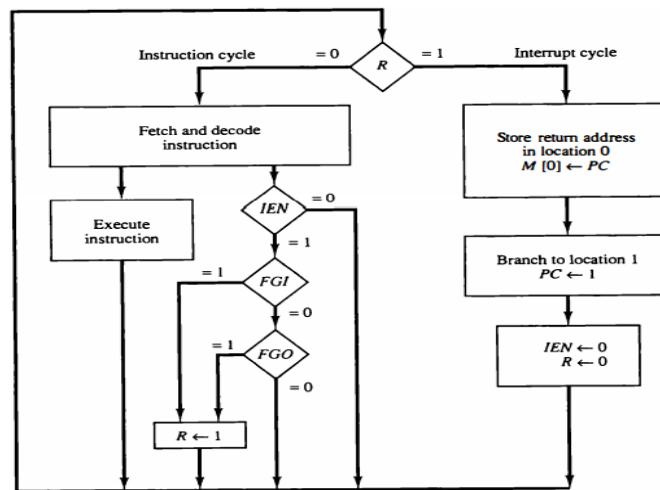 Instruction cycle
= 0
R
= 1
Interrupt cycle
Fetch and decode
instruction
Store return address
in location 0
M [0] ← PC
Execute
instruction
IEN
= 0
= 1
Branch to location 1
PC ← 1
= 1
FGI
= 0
= 1
FGO
= 0
IEN ← 0
R ← 0
R ← 1